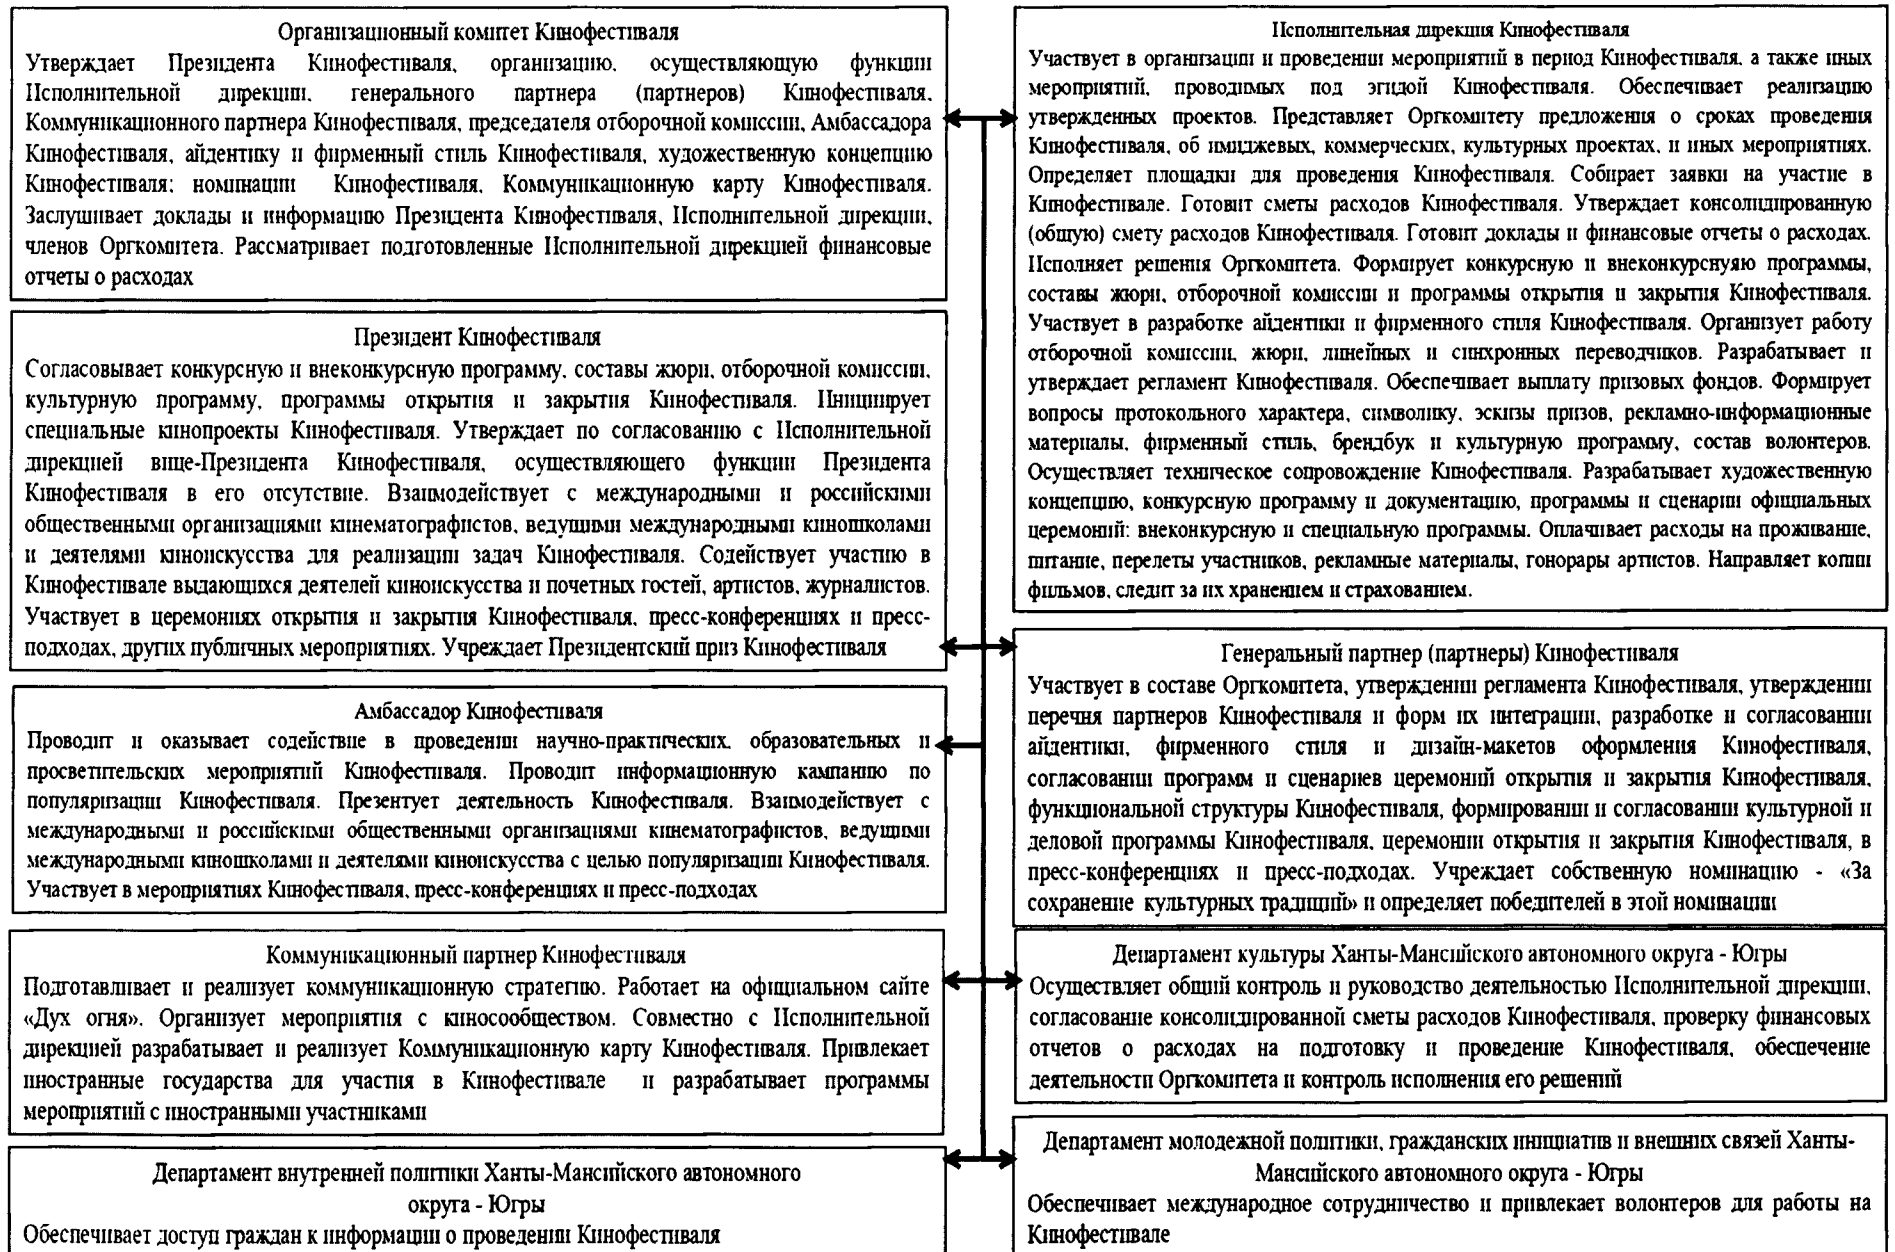 Организационный комитет Кинофестиваля
Утверждает Президента Кинофестиваля, организацию, осуществляющую функции
Исполнительной дирекции, генерального партнера (партнеров) Кинофестиваля,
Коммуникационного партнера Кинофестиваля, председателя отборочной комиссии, Амбассадора
Кинофестиваля, айдентику и фирменный стиль Кинофестиваля, художественную концепцию
Кинофестиваля; номинации Кинофестиваля, Коммуникационную карту Кинофестиваля.
Заслушивает доклады и информацию Президента Кинофестиваля, Исполнительной дирекции,
членов Оргкомитета. Рассматривает подготовленные Исполнительной дирекцией финансовые
отчеты о расходах
Президент Кинофестиваля
Согласовывает конкурсную и внеконкурсную программу, составы жюри, отборочной комиссии,
культурную программу, программы открытия и закрытия Кинофестиваля. Инициирует
специальные кинопроекты Кинофестиваля. Утверждает по согласованию с Исполнительной
дирекцией вице-Президента Кинофестиваля, осуществляющего функции Президента
Кинофестиваля в его отсутствие. Взаимодействует с международными и российскими
общественными организациями кинематографистов, ведущими международными киношколами
и деятелями киноискусства для реализации задач Кинофестиваля. Содействует участию в
Кинофестивале выдающихся деятелей киноискусства и почетных гостей, артистов, журналистов.
Участвует в церемониях открытия и закрытия Кинофестиваля, пресс-конференциях и пресс-
подходах, других публичных мероприятиях. Учреждает Президентский приз Кинофестиваля
Амбассадор Кинофестиваля
Проводит и оказывает содействие в проведении научно-практических, образовательных и
просветительских мероприятий Кинофестиваля. Проводит информационную кампанию по
популяризации Кинофестиваля. Презентует деятельность Кинофестиваля. Взаимодействует с
международными и российскими общественными организациями кинематографистов, ведущими
международными киношколами и деятелями киноискусства с целью популяризации Кинофестиваля.
Участвует в мероприятиях Кинофестиваля, пресс-конференциях и пресс-подходах
Коммуникационный партнер Кинофестиваля
Подготавливает и реализует коммуникационную стратегию. Работает на официальном сайте
«Дух огня». Организует мероприятия с киносообществом. Совместно с Исполнительной
дирекцией разрабатывает и реализует Коммуникационную карту Кинофестиваля. Привлекает
иностранные государства для участия в Кинофестивале и разрабатывает программы
мероприятий с иностранными участниками
Департамент внутренней политики Ханты-Мансийского автономного
округа - Югры
Обеспечивает доступ граждан к информации о проведении Кинофестиваля
Исполнительная дирекция Кинофестиваля
Участвует в организации и проведении мероприятий в период Кинофестиваля, а также иных
мероприятий, проводимых под эгидой Кинофестиваля. Обеспечивает реализацию
утвержденных проектов. Представляет Оргкомитету предложения о сроках проведения
Кинофестиваля, об имиджевых, коммерческих, культурных проектах, и иных мероприятиях.
Определяет площадки для проведения Кинофестиваля. Собирает заявки на участие в
Кинофестивале. Готовит сметы расходов Кинофестиваля. Утверждает консолидированную
(общую) смету расходов Кинофестиваля. Готовит доклады и финансовые отчеты о расходах.
Исполняет решения Оргкомитета. Формирует конкурсную и внеконкурсную программы,
составы жюри, отборочной комиссии и программы открытия и закрытия Кинофестиваля.
Участвует в разработке айдентики и фирменного стиля Кинофестиваля. Организует работу
отборочной комиссии, жюри, линейных и синхронных переводчиков. Разрабатывает и
утверждает регламент Кинофестиваля. Обеспечивает выплату призовых фондов. Формирует
вопросы протокольного характера, символику, эскизы призов, рекламно-информационные
материалы, фирменный стиль, брендбук и культурную программу, состав волонтеров.
Осуществляет техническое сопровождение Кинофестиваля. Разрабатывает художественную
концепцию, конкурсную программу и документацию, программы и сценарии официальных
церемоний: внеконкурсную и специальную программы. Оплачивает расходы на проживание,
питание, перелеты участников, рекламные материалы, гонорары артистов. Направляет копии
фильмов, следит за их хранением и страхованием.
Генеральный партнер (партнеры) Кинофестиваля
Участвует в составе Оргкомитета, утверждении регламента Кинофестиваля, утверждении
перечня партнеров Кинофестиваля и форм их интеграции, разработке и согласовании
айдентики, фирменного стиля и дизайн-макетов оформления Кинофестиваля,
согласовании программ и сценариев церемоний открытия и закрытия Кинофестиваля,
функциональной структуры Кинофестиваля, формировании и согласовании культурной и
деловой программы Кинофестиваля, церемонии открытия и закрытия Кинофестиваля, в
пресс-конференциях и пресс-подходах. Учреждает собственную номинацию - «За
сохранение культурных традиций» и определяет победителей в этой номинации
Департамент культуры Ханты-Мансийского автономного округа - Югры
Осуществляет общий контроль и руководство деятельностью Исполнительной дирекции,
согласование консолидированной сметы расходов Кинофестиваля, проверку финансовых
отчетов о расходах на подготовку и проведение Кинофестиваля, обеспечение
деятельности Оргкомитета и контроль исполнения его решений
Департамент молодежной политики, гражданских инициатив и внешних связей Ханты-
Мансийского автономного округа - Югры
Обеспечивает международное сотрудничество и привлекает волонтеров для работы на
Кинофестивале